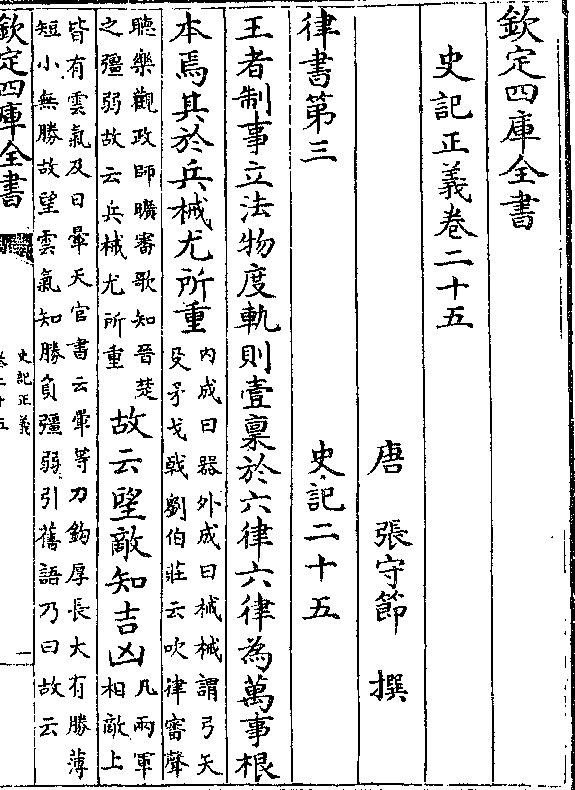 欽定四庫全書
史記正義卷二十五
唐 張守節 撰
律書第三 史記二十五
王者制事立法物度軌則壹稟於六律六律為萬事根
本焉其於兵械尤所重
内成曰器外成曰械械謂弓矢
殳矛戈戟劉伯莊云吹律審聲
聽樂觀政師曠審歌知晉楚
之彊弱故云兵械尤所重
故云望敵知吉凶
凡兩軍
相敵上
皆有雲氣及日暈天官書云暈等力鈞厚長大有勝薄
短小無勝故望雲氣知勝負彊弱引舊語乃曰故云
欽定四庫全書
史記正義
卷二十五
一